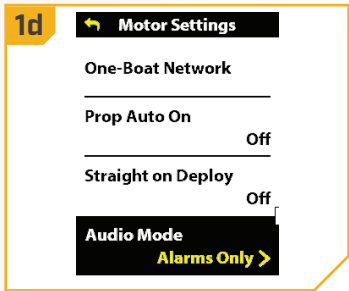 1d
Motor Settings
One-Boat Network
Prop Auto On
Off
Straight on Deploy
Off
Audio Mode
Alarms Only >